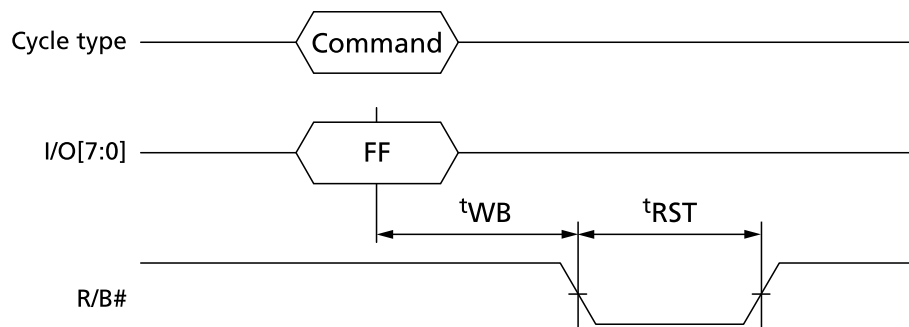 Cycle type Command
I/O[7:0] FF
tWB tRST
R/B#